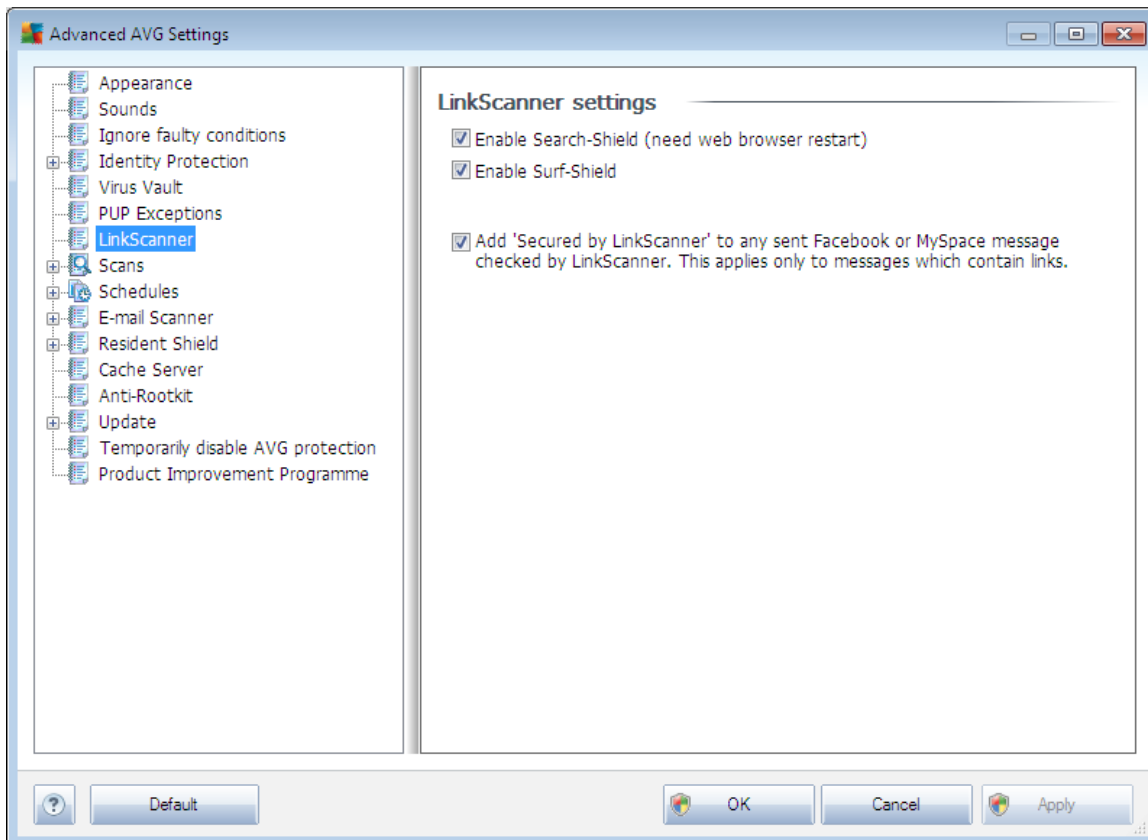 Advanced AVG Settings
Appearance
Sounds
Ignore faulty conditions
Identity Protection
Virus Vault
PUP Exceptions
LinkScanner
Scans
Schedules
E-mail Scanner
Resident Shield
Cache Server
Anti-Rootkit
Update
Temporarily disable AVG protection
Product Improvement Programme
LinkScanner settings
Enable Search-Shield (need web browser restart)
Enable Surf-Shield
Add 'Secured by LinkScanner' to any sent Facebook or MySpace message
checked by LinkScanner. This applies only to messages which contain links.
?
Default
OK
Cancel
Apply